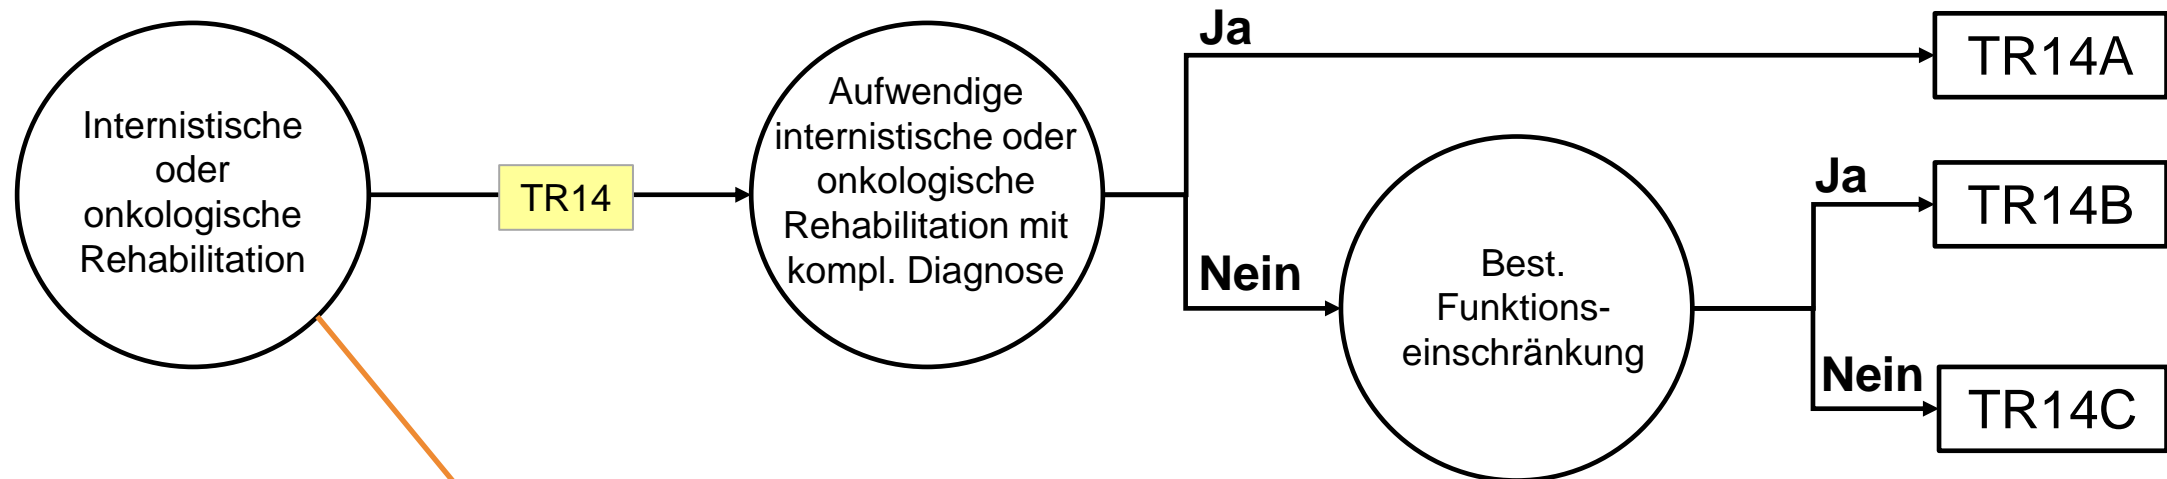 Internistische
oder
onkologische
Rehabilitation
TR14
Aufwendige
internistische oder
onkologische
Rehabilitation mit
kompl. Diagnose
Ja
TR14A
Nein
Best.
Funktions-
einschränkung
Ja
TR14B
Nein
TR14C